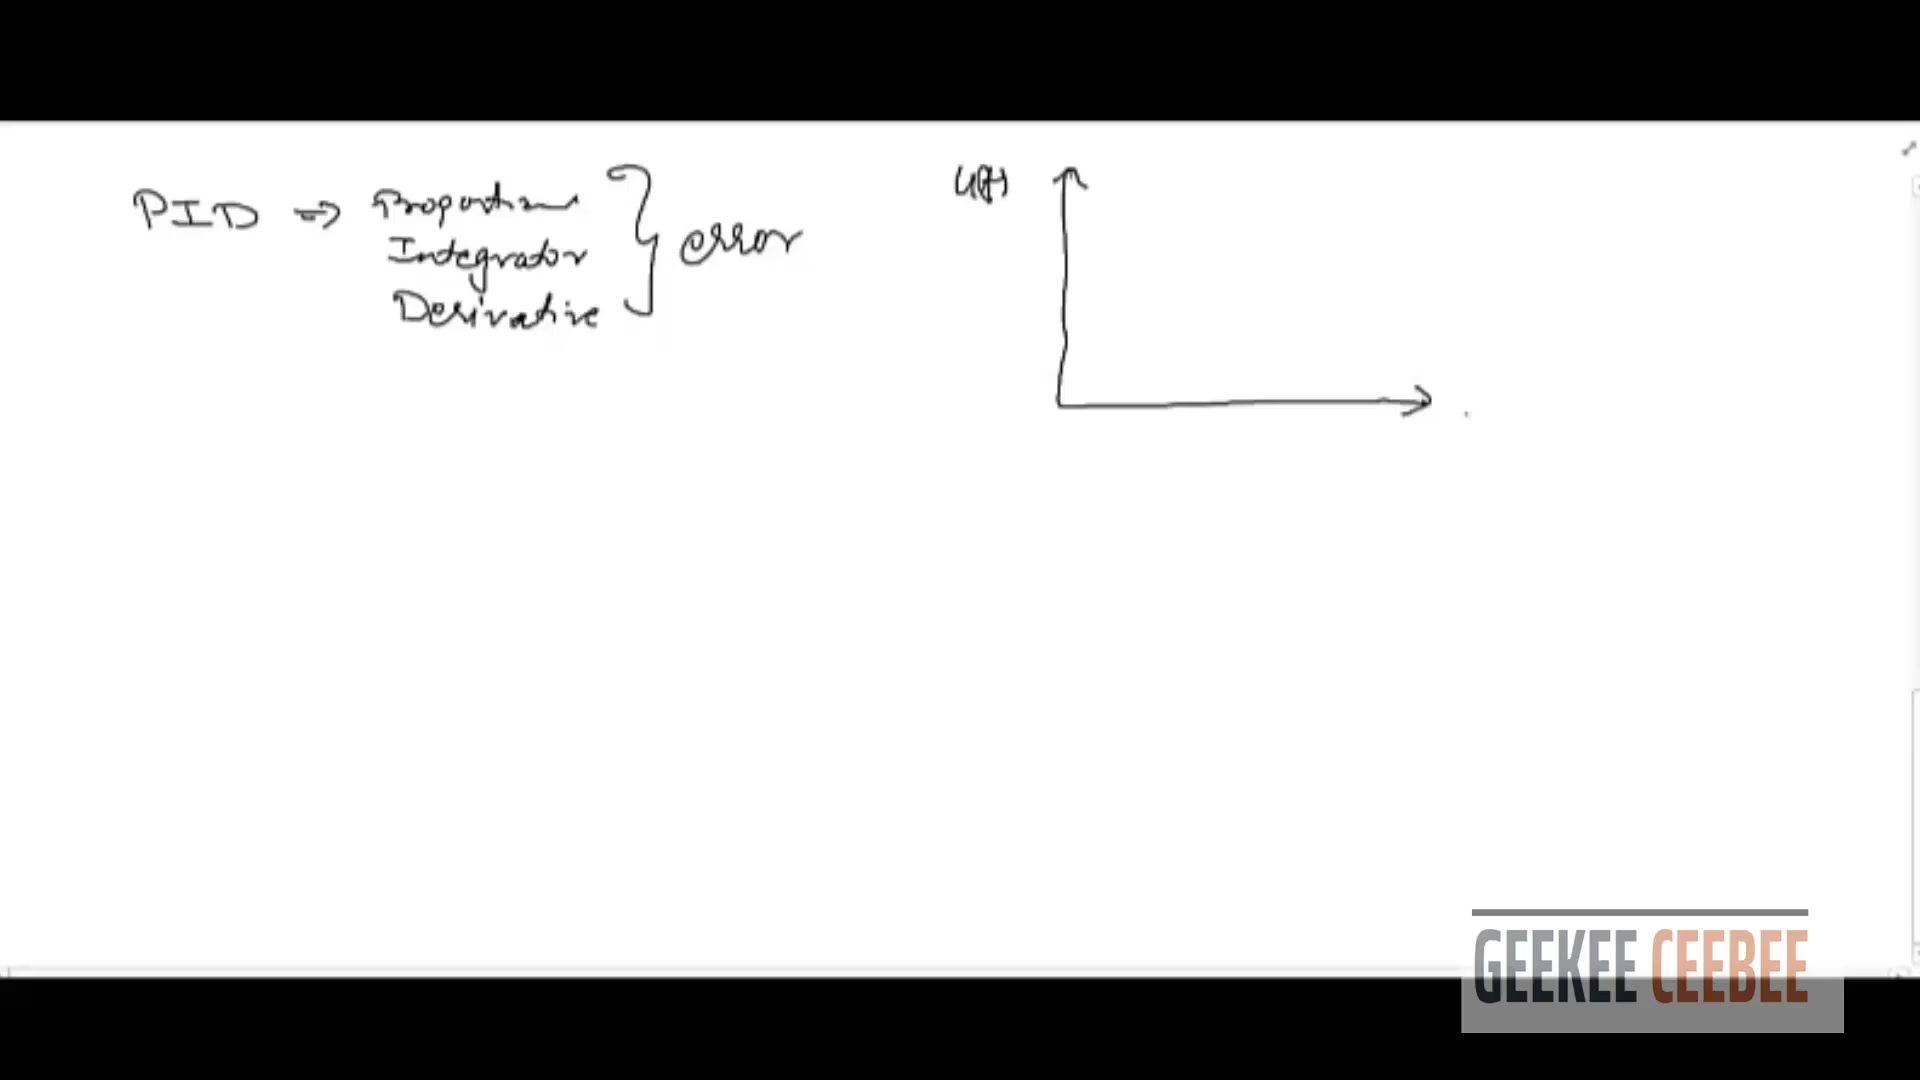 PID ⇒ Proportional
Integrator
Derivative
} error
U(t)
GEEKEE CEEBEE